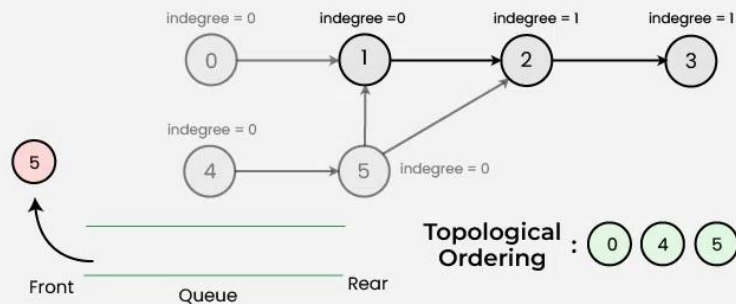 indegree = 0
indegree =0
indegree = 1
indegree = 1
0
1
2
3
indegree = 0
5
4
5
indegree = 0
Topological
Ordering
: 0 4 5
Front
Queue
Rear